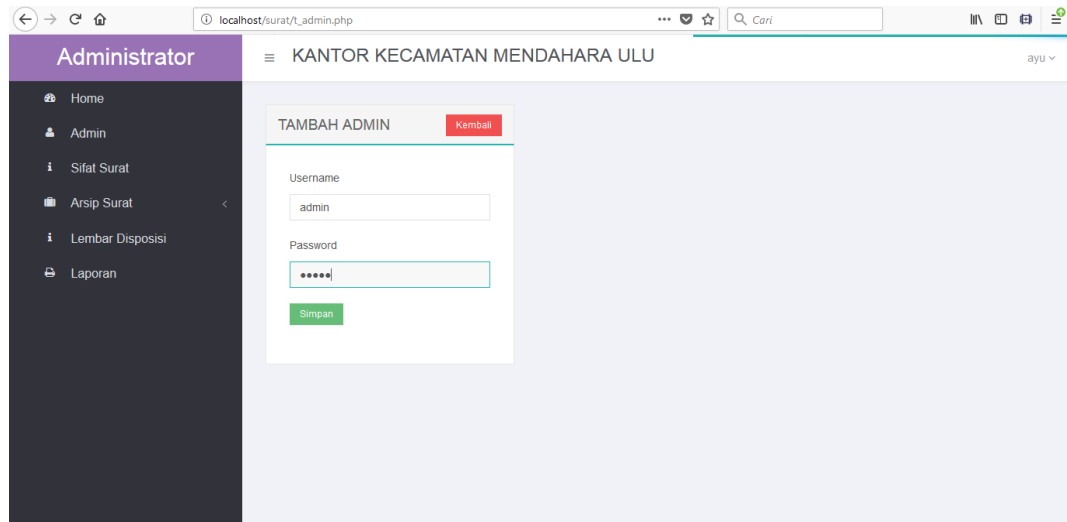 localhost/surat/t_admin.php
Cari
Administrator
KANTOR KECAMATAN MENDAHARA ULU
ayu
Home
Admin
Sifat Surat
Arsip Surat
Lembar Disposisi
Laporan
TAMBAH ADMIN
Kembali
Username
admin
Password
Simpan